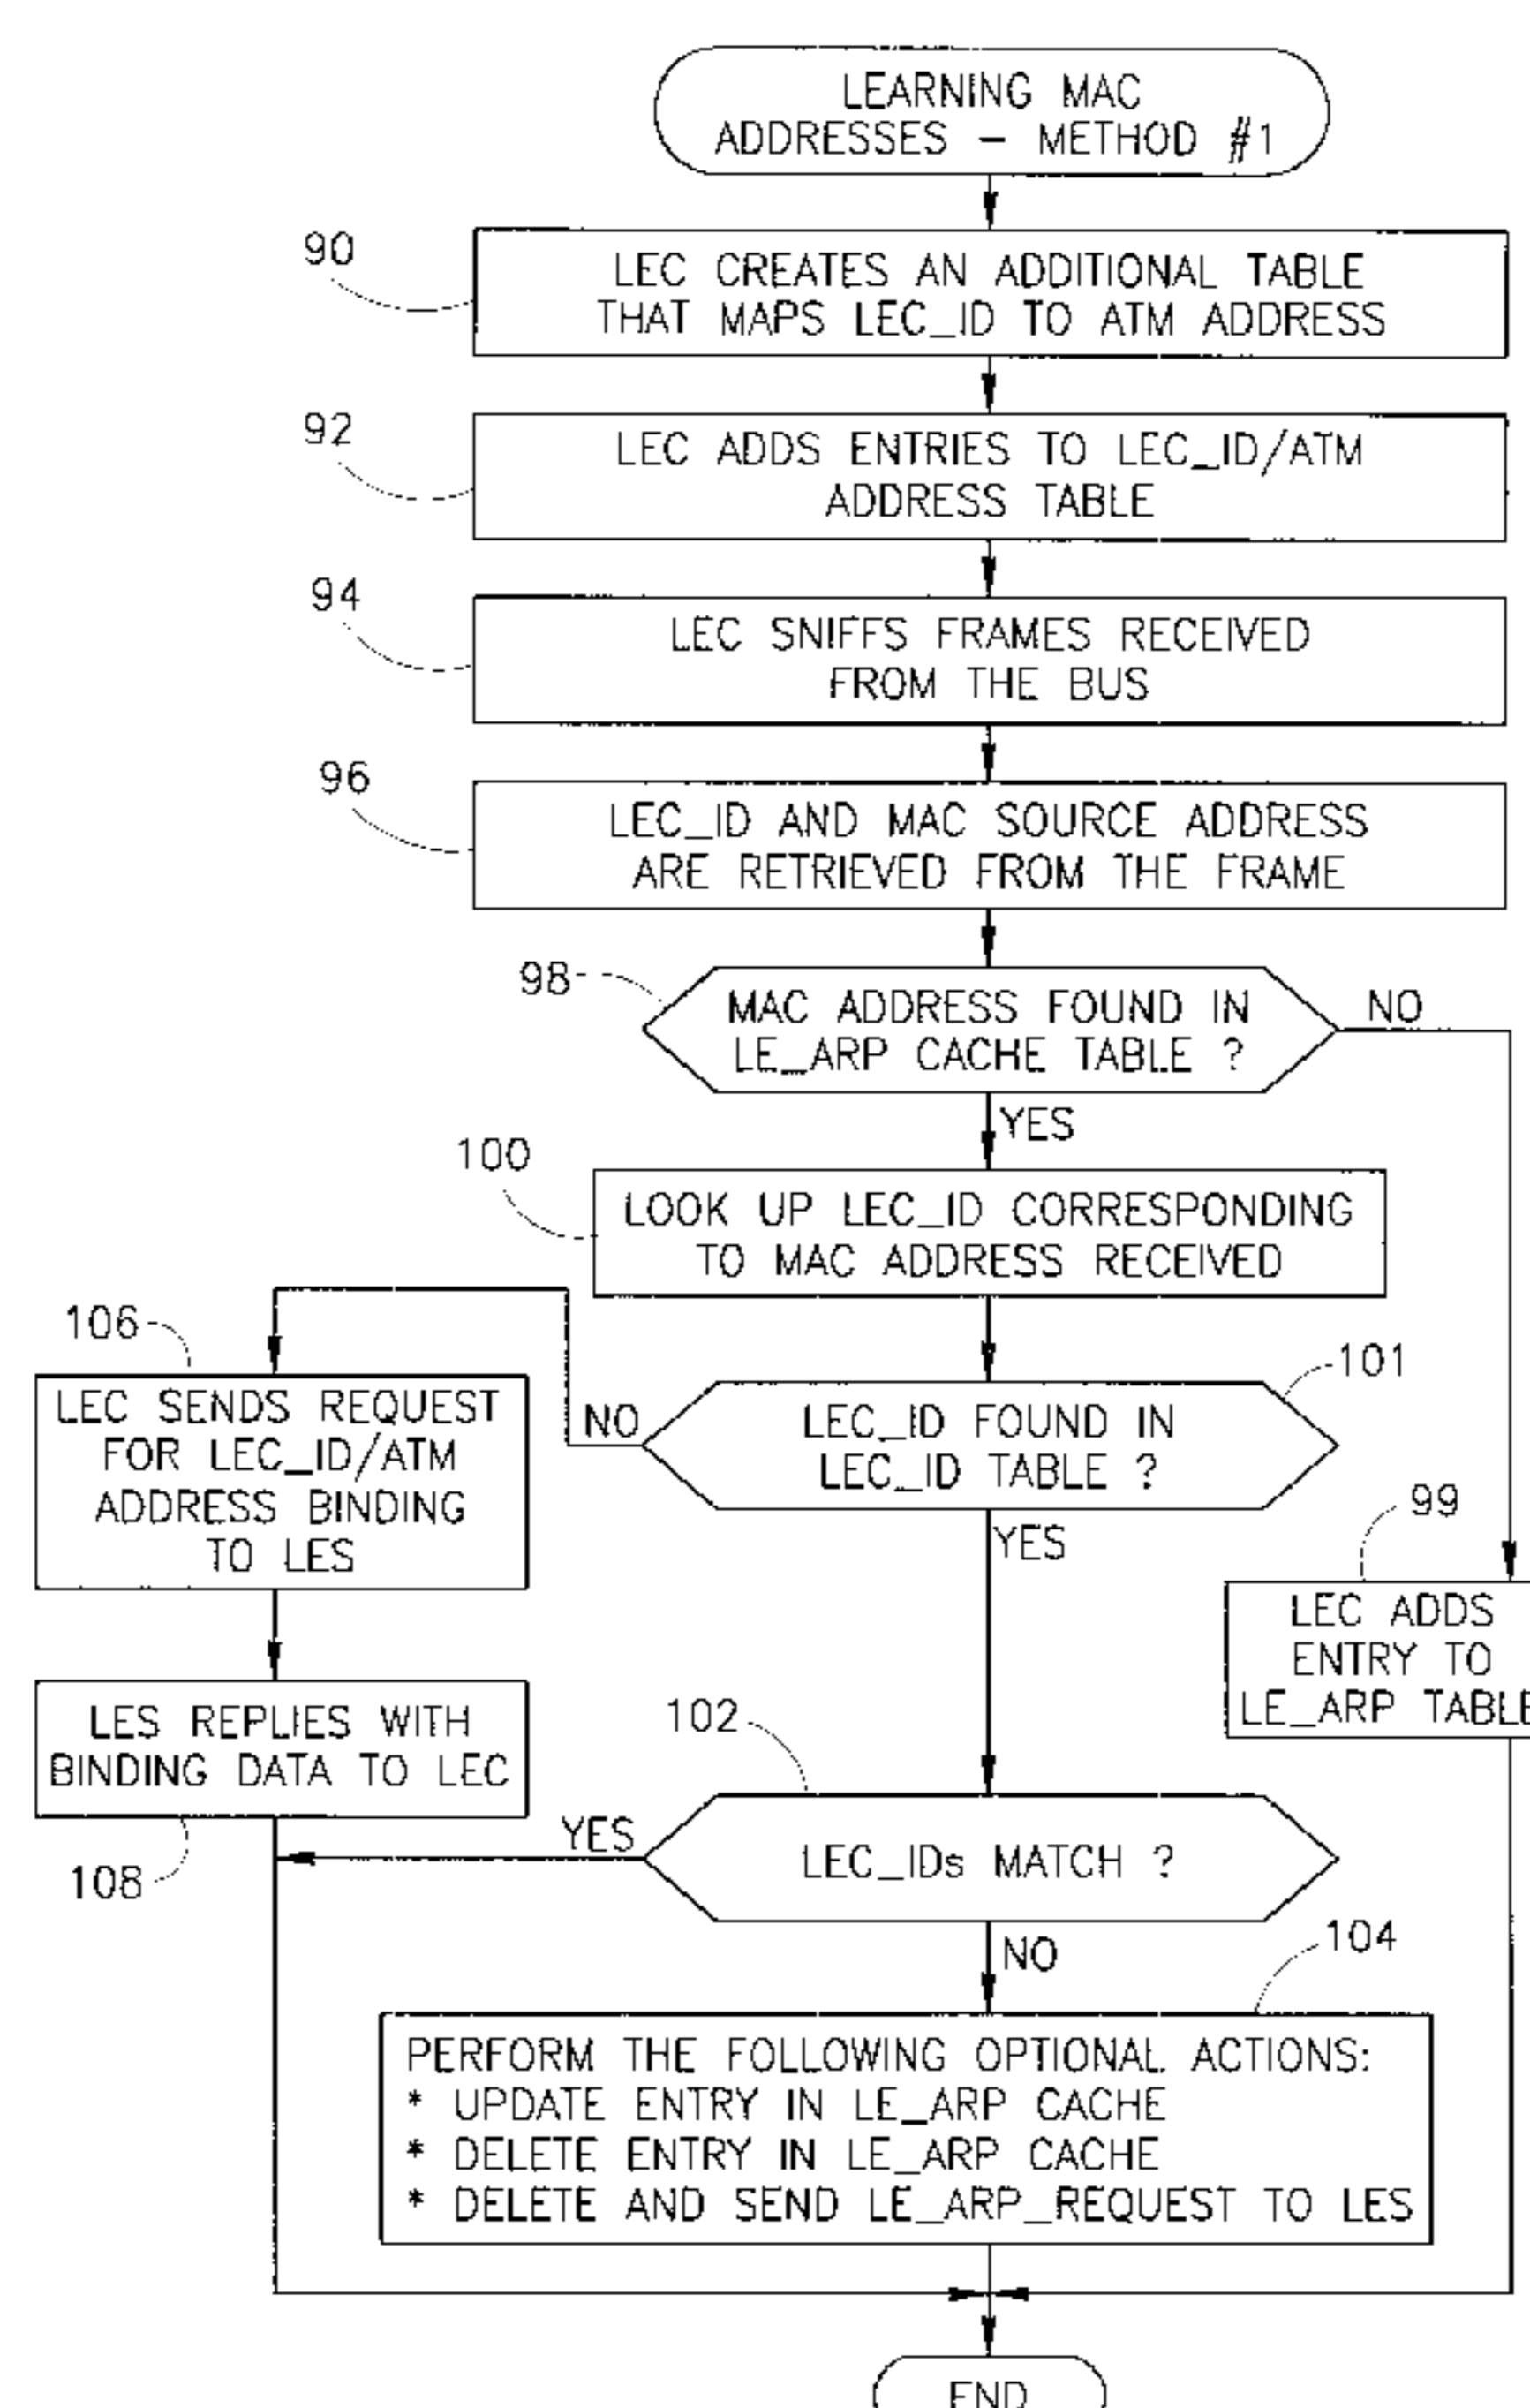 LEARNING MAC
ADDRESSES – METHOD #1
90
LEC CREATES AN ADDITIONAL TABLE
THAT MAPS LEC_ID TO ATM ADDRESS
92
LEC ADDS ENTRIES TO LEC_ID/ATM
ADDRESS TABLE
94
LEC SNIFFS FRAMES RECEIVED
FROM THE BUS
96
LEC_ID AND MAC SOURCE ADDRESS
ARE RETRIEVED FROM THE FRAME
98
MAC ADDRESS FOUND IN
LE_ARP CACHE TABLE ?
NO
YES
100
LOOK UP LEC_ID CORRESPONDING
TO MAC ADDRESS RECEIVED
106
LEC SENDS REQUEST
FOR LEC_ID/ATM
ADDRESS BINDING
TO LES
101
NO
LEC_ID FOUND IN
LEC_ID TABLE ?
YES
99
LEC ADDS
ENTRY TO
LE_ARP TABLE
LES REPLIES WITH
BINDING DATA TO LEC
108
102
YES
LEC_IDs MATCH ?
NO
104
PERFORM THE FOLLOWING OPTIONAL ACTIONS:
* UPDATE ENTRY IN LE_ARP CACHE
* DELETE ENTRY IN LE_ARP CACHE
* DELETE AND SEND LE_ARP_REQUEST TO LES
END